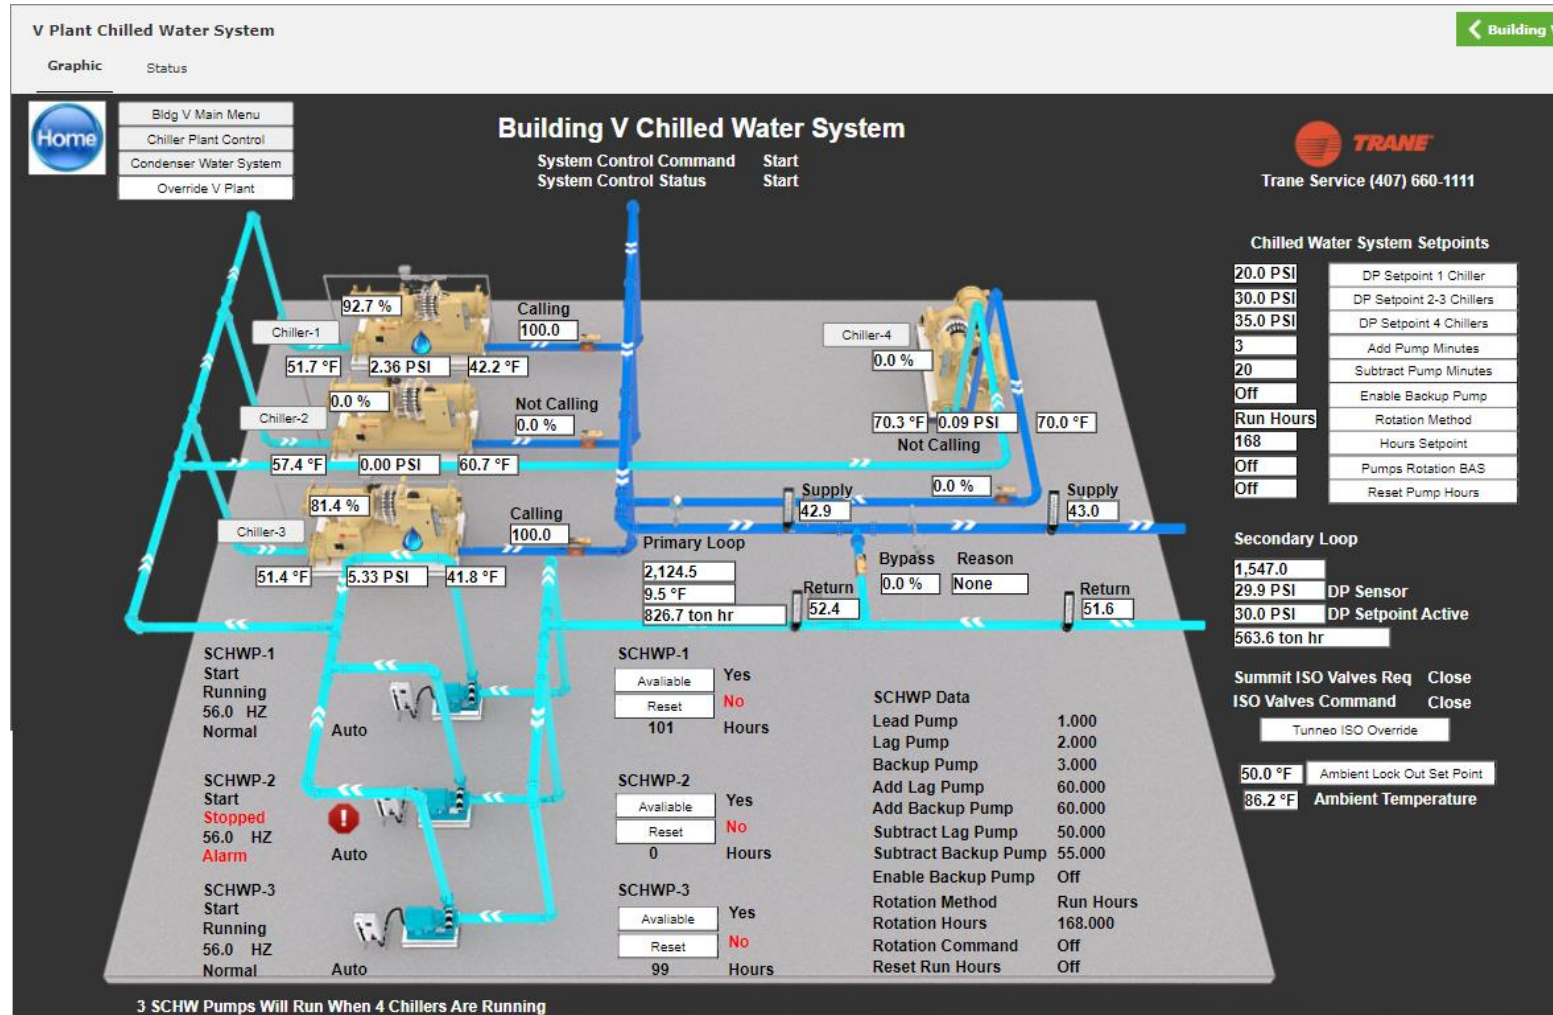 V Plant Chilled Water System
Building
Graphic
Status
Home
Bldg V Main Menu
Chiller Plant Control
Condenser Water System
Override V Plant
Building V Chilled Water System
System Control Command Start
System Control Status Start
TRANE
Trane Service (407) 660-1111
92.7 %
Chiller-1
51.7 °F
2.36 PSI
42.2 °F
Calling
100.0
0.0 %
Chiller-2
57.4 °F
0.00 PSI
60.7 °F
Not Calling
0.0 %
81.4 %
Chiller-3
51.4 °F
5.33 PSI
41.8 °F
Calling
100.0
Chiller-4
0.0 %
70.3 °F
0.09 PSI
70.0 °F
Not Calling
0.0 %
Supply
42.9
Supply
43.0
Primary Loop
2,124.5
9.5 °F
826.7 ton hr
Bypass
0.0 %
Reason
None
Return
52.4
Return
51.6
Chilled Water System Setpoints
20.0 PSI DP Setpoint 1 Chiller
30.0 PSI DP Setpoint 2-3 Chillers
35.0 PSI DP Setpoint 4 Chillers
3 Add Pump Minutes
20 Subtract Pump Minutes
Off Enable Backup Pump
Run Hours Rotation Method
168 Hours Setpoint
Off Pumps Rotation BAS
Off Reset Pump Hours
Secondary Loop
1,547.0
29.9 PSI DP Sensor
30.0 PSI DP Setpoint Active
563.6 ton hr
Summit ISO Valves Req Close
ISO Valves Command Close
Tunneo ISO Override
50.0 °F Ambient Lock Out Set Point
86.2 °F Ambient Temperature
SCHWP-1
Start
Running
56.0 HZ
Normal
Auto
SCHWP-2
Start
Stopped
56.0 HZ
Alarm
Auto
SCHWP-3
Start
Running
56.0 HZ
Normal
Auto
SCHWP-1
Avaliable Yes
Reset No
101 Hours
SCHWP-2
Avaliable Yes
Reset No
0 Hours
SCHWP-3
Avaliable Yes
Reset No
99 Hours
SCHWP Data
Lead Pump 1.000
Lag Pump 2.000
Backup Pump 3.000
Add Lag Pump 60.000
Add Backup Pump 60.000
Subtract Lag Pump 50.000
Subtract Backup Pump 55.000
Enable Backup Pump Off
Rotation Method Run Hours
Rotation Hours 168.000
Rotation Command Off
Reset Run Hours Off
3 SCHW Pumps Will Run When 4 Chillers Are Running